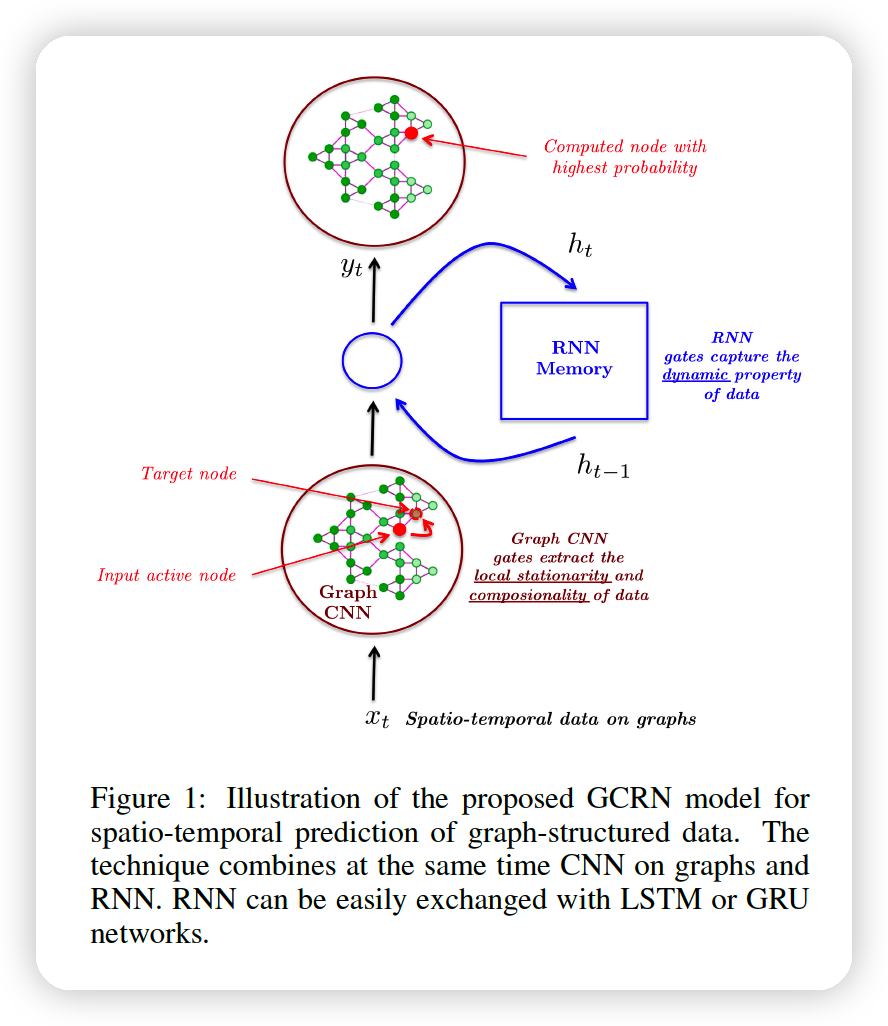 Computed node with
highest probability
h_t
y_t
RNN
Memory
RNN
gates capture the
dynamic property
of data
h_{t-1}
Target node
Input active node
Graph
CNN
Graph CNN
gates extract the
local stationarity and
composionality of data
x_t Spatio-temporal data on graphs
Figure 1: Illustration of the proposed GCRN model for
spatio-temporal prediction of graph-structured data. The
technique combines at the same time CNN on graphs and
RNN. RNN can be easily exchanged with LSTM or GRU
networks.